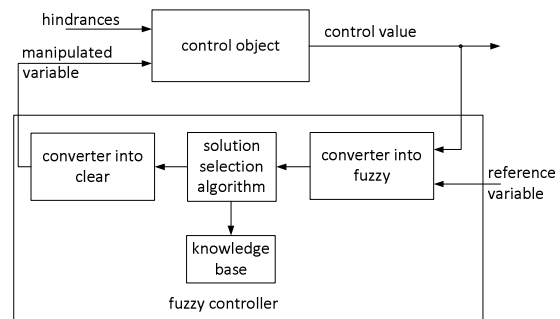 hindrances
control object
control value
manipulated
variable
converter into
clear
solution
selection
algorithm
converter into
fuzzy
reference
variable
knowledge
base
fuzzy controller